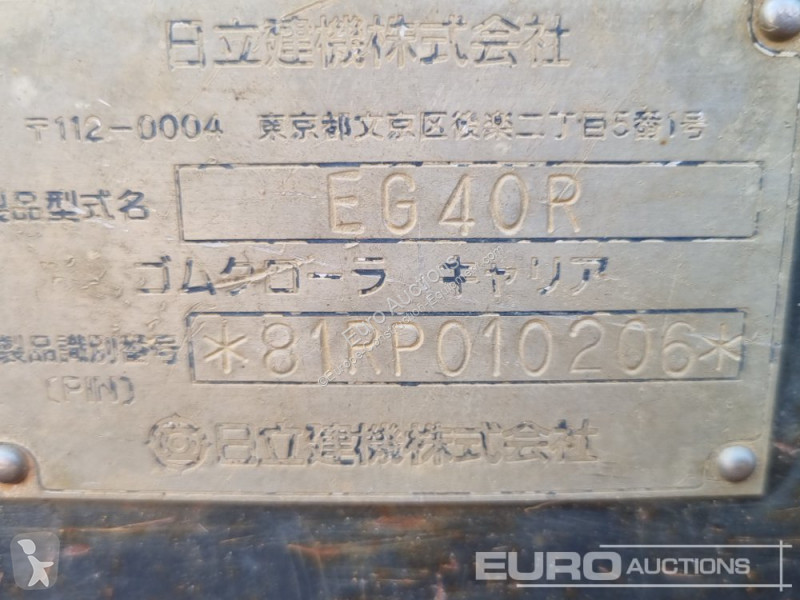 日立建機株式会社
〒112-0004 東京都文京区後楽二丁目5番1号
製品型式名 EG40R
ゴムクローラ キャリア
製品識別番号 *81RP010206*
(PIN)
日立建機株式会社
EURO AUCTIONS
EURO AUCTIONS